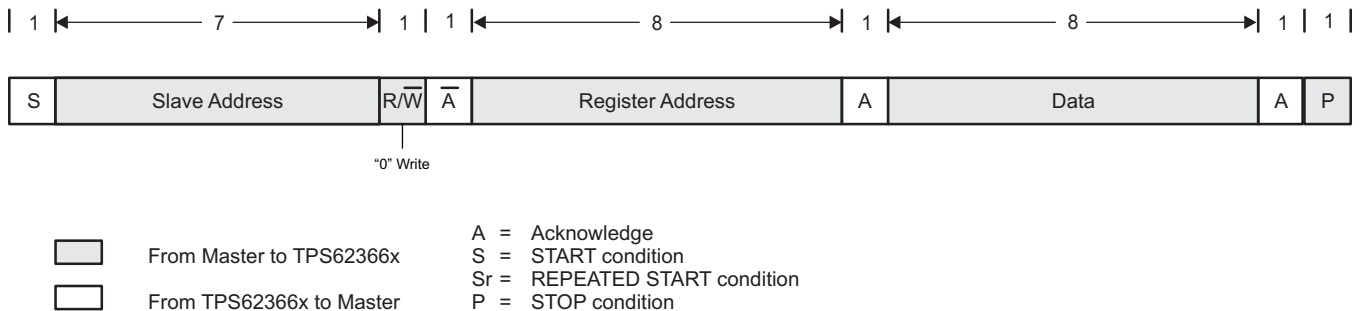 1 7 1 1 8 1 8 1 1
S Slave Address R/W̅ A̅ Register Address A Data A P
“0” Write
From Master to TPS62366x
From TPS62366x to Master
A = Acknowledge
S = START condition
Sr = REPEATED START condition
P = STOP condition